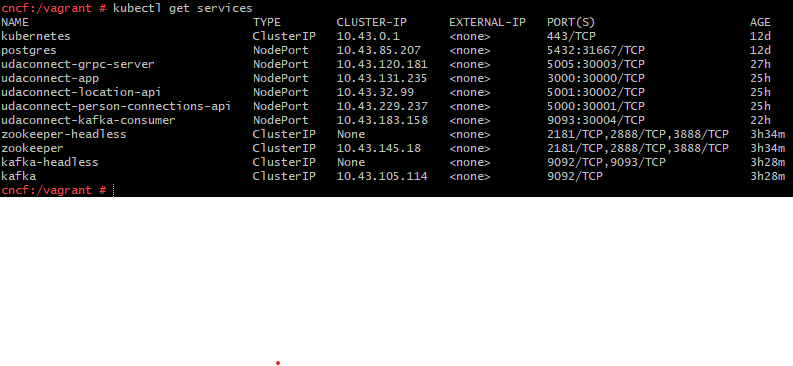 cncf:/vagrant # kubectl get services
NAME TYPE CLUSTER-IP EXTERNAL-IP PORT(S) AGE
kubernetes ClusterIP 10.43.0.1 <none> 443/TCP 12d
postgres NodePort 10.43.85.207 <none> 5432:31667/TCP 12d
udaconnect-grpc-server NodePort 10.43.120.181 <none> 5005:30003/TCP 27h
udaconnect-app NodePort 10.43.131.235 <none> 3000:30000/TCP 25h
udaconnect-location-api NodePort 10.43.32.99 <none> 5001:30002/TCP 25h
udaconnect-person-connections-api NodePort 10.43.229.237 <none> 5000:30001/TCP 25h
udaconnect-kafka-consumer NodePort 10.43.183.158 <none> 9093:30004/TCP 22h
zookeeper-headless ClusterIP None <none> 2181/TCP,2888/TCP,3888/TCP 3h34m
zookeeper ClusterIP 10.43.145.18 <none> 2181/TCP,2888/TCP,3888/TCP 3h34m
kafka-headless ClusterIP None <none> 9092/TCP,9093/TCP 3h28m
kafka ClusterIP 10.43.105.114 <none> 9092/TCP 3h28m
cncf:/vagrant #